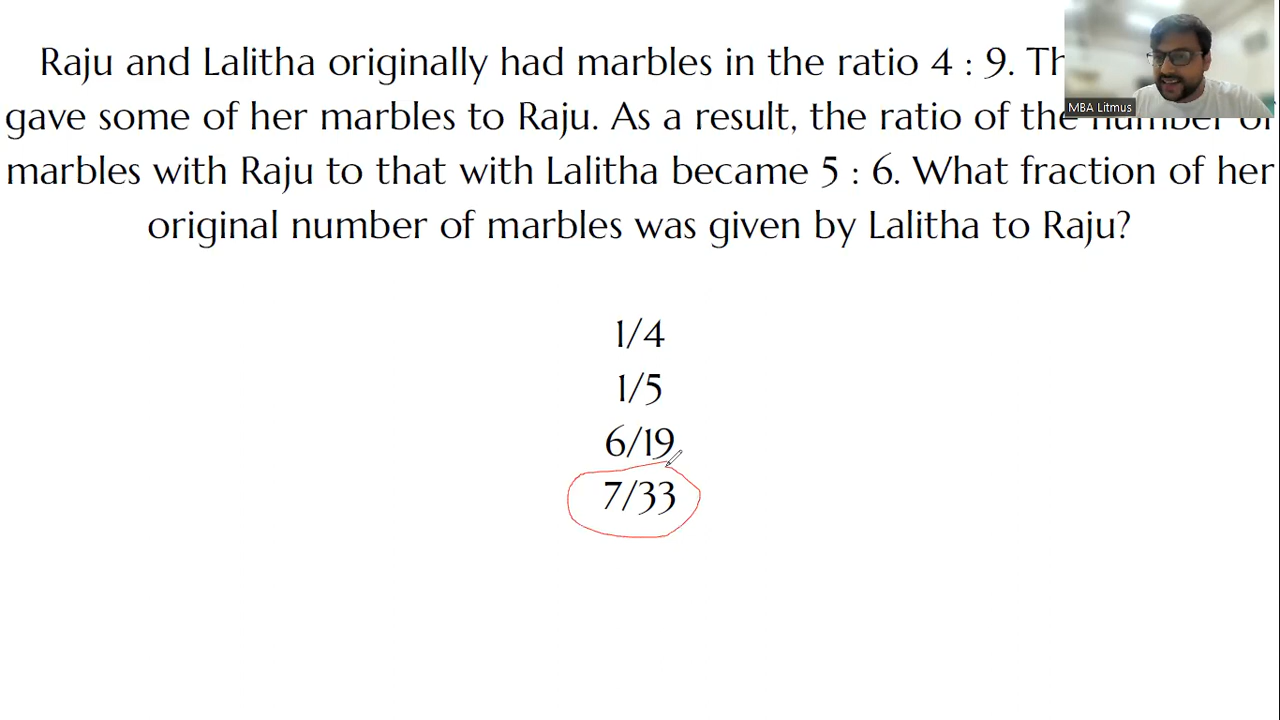 Raju and Lalitha originally had marbles in the ratio 4 : 9. Th
gave some of her marbles to Raju. As a result, the ratio of the number of
marbles with Raju to that with Lalitha became 5 : 6. What fraction of her
original number of marbles was given by Lalitha to Raju?
1/4
1/5
6/19
7/33
MBA Litmus